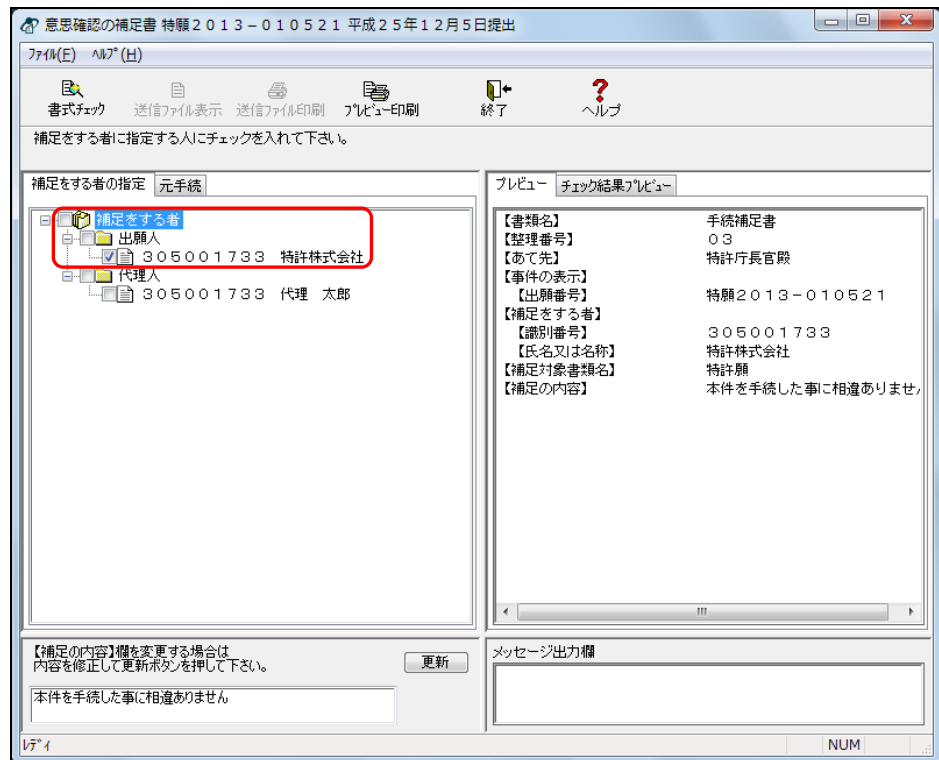 意思確認の補足書 特願２０１３－０１０５２１ 平成２５年１２月５日提出
ﾌｧｲﾙ(F) ﾍﾙﾌﾟ(H)
書式ﾁｪｯｸ 送信ﾌｧｲﾙ表示 送信ﾌｧｲﾙ印刷 ﾌﾟﾚﾋﾞｭｰ印刷 終了 ヘルプ
補足をする者に指定する人にチェックを入れて下さい。
補足をする者の指定 元手続
補足をする者
出願人
３０５００１７３３ 特許株式会社
代理人
３０５００１７３３ 代理 太郎
プレビュー ﾁｪｯｸ結果ﾌﾟﾚﾋﾞｭｰ
【書類名】 手続補足書
【整理番号】 ０３
【あて先】 特許庁長官殿
【事件の表示】
【出願番号】 特願２０１３－０１０５２１
【補足をする者】
【識別番号】 ３０５００１７３３
【氏名又は名称】 特許株式会社
【補足対象書類名】 特許願
【補足の内容】 本件を手続した事に相違ありませ
【補足の内容】欄を変更する場合は
内容を修正して更新ボタンを押して下さい。
更新
本件を手続した事に相違ありません
メッセージ出力欄
ﾚﾃﾞｨ NUM